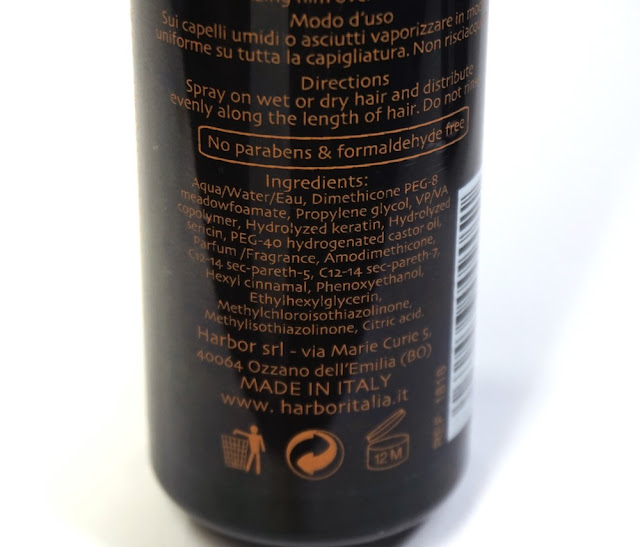 Modo d'uso
Sui capelli umidi o asciutti vaporizzare in
uniforme su tutta la capigliatura. Non
Directions
Spray on wet or dry hair and distribute
evenly along the length of hair. Do not
No parabens & formaldehyde free
Ingredients:
Aqua/Water/Eau, Dimethicone PEG-8
meadowfoamate, Propylene glycol, VP/VA
copolymer, Hydrolyzed keratin, Hydrolyzed
sericin, PEG-40 hydrogenated castor oil,
Parfum /Fragrance, Amodimethicone,
C12-14 sec-pareth-5, C12-14 sec-pareth-7,
Hexyl cinnamal, Phenoxyethanol,
Ethylhexylglycerin,
Methylchloroisothiazolinone,
Methylisothiazolinone, Citric acid.
Harbor srl - via Marie Curie 5,
40064 Ozzano dell'Emilia (BO)
MADE IN ITALY
www. harboritalia.it
12M
REF. 1818